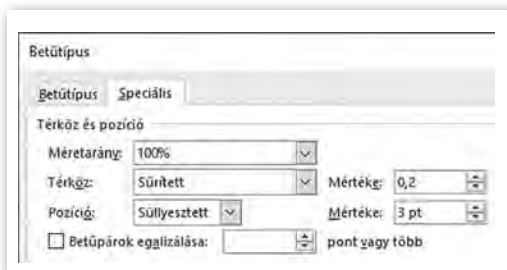 Betűtípus
Betűtípus Speciális
Térköz és pozíció
Méretarány: 100%
Térköz: Sűrített Mértéke: 0,2
Pozíció: Süllyesztett Mértéke: 3 pt
Betűpárok egalizálása: pont vagy több